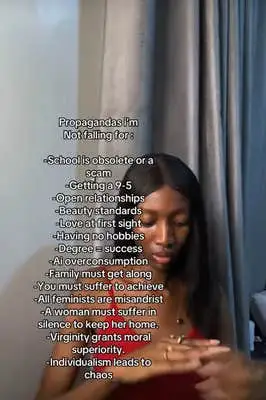 Propagandas I'm
Not falling for :
-School is obsolete or a
scam
-Getting a 9-5
-Open relationships
-Beauty standards
-Love at first sight
-Having no hobbies
-Degree = success
-Ai overconsumption
-Family must get along
-You must suffer to achieve
-All feminists are misandrist
-A woman must suffer in
silence to keep her home.
-Virginity grants moral
superiority.
-Individualism leads to
chaos